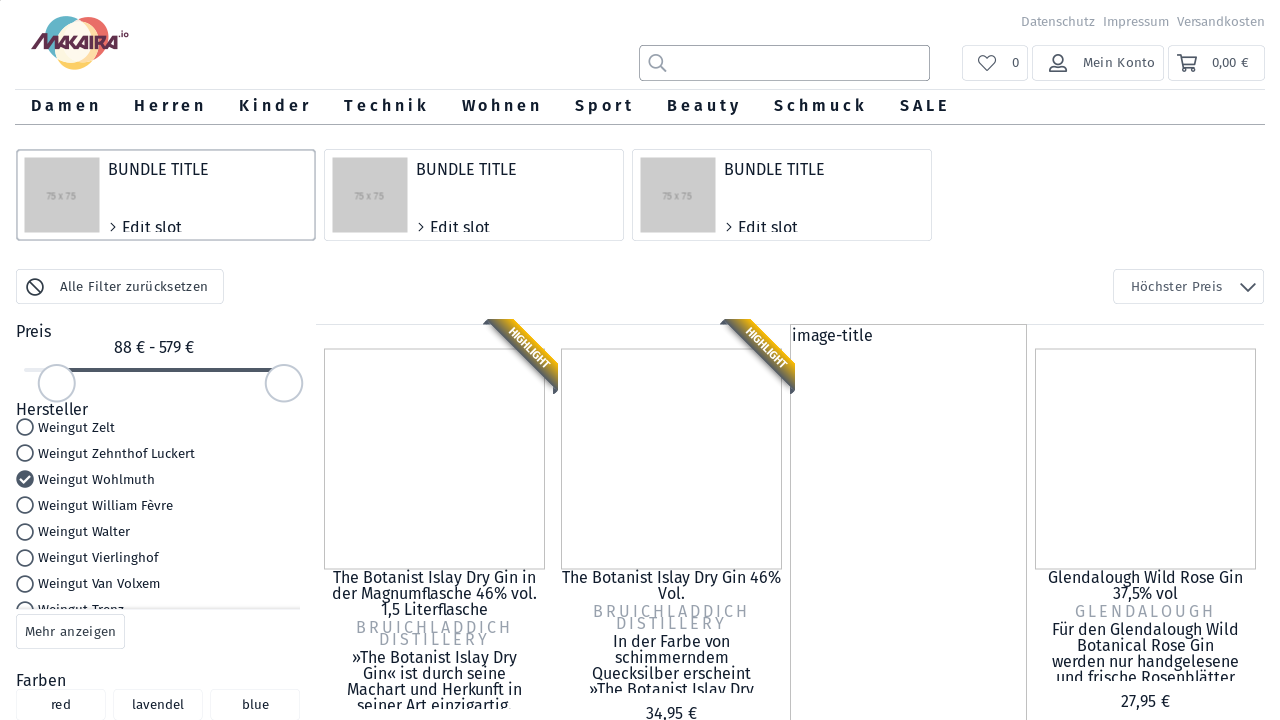 MAKAIRA.io
Datenschutz Impressum Versandkosten
0
Mein Konto
0,00 €
Damen Herren Kinder Technik Wohnen Sport Beauty Schmuck SALE
75 x 75
BUNDLE TITLE
Edit slot
75 x 75
BUNDLE TITLE
Edit slot
75 x 75
BUNDLE TITLE
Edit slot
Alle Filter zurücksetzen
Höchster Preis
Preis
88 € - 579 €
Hersteller
Weingut Zelt
Weingut Zehnthof Luckert
Weingut Wohlmuth
Weingut William Fèvre
Weingut Walter
Weingut Vierlinghof
Weingut Van Volxem
Weingut Trenz
Mehr anzeigen
Farben
red
lavendel
blue
HIGHLIGHT
The Botanist Islay Dry Gin in
der Magnumflasche 46% vol.
1,5 Literflasche
BRUICHLADDICH
DISTILLERY
»The Botanist Islay Dry
Gin« ist durch seine
Machart und Herkunft in
seiner Art einzigartig.
HIGHLIGHT
The Botanist Islay Dry Gin 46%
Vol.
BRUICHLADDICH
DISTILLERY
In der Farbe von
schimmerndem
Quecksilber erscheint
»The Botanist Islay Dry
34,95 €
image-title
Glendalough Wild Rose Gin
37,5% vol
GLENDALOUGH
Für den Glendalough Wild
Botanical Rose Gin
werden nur handgelesene
und frische Rosenblätter
27,95 €